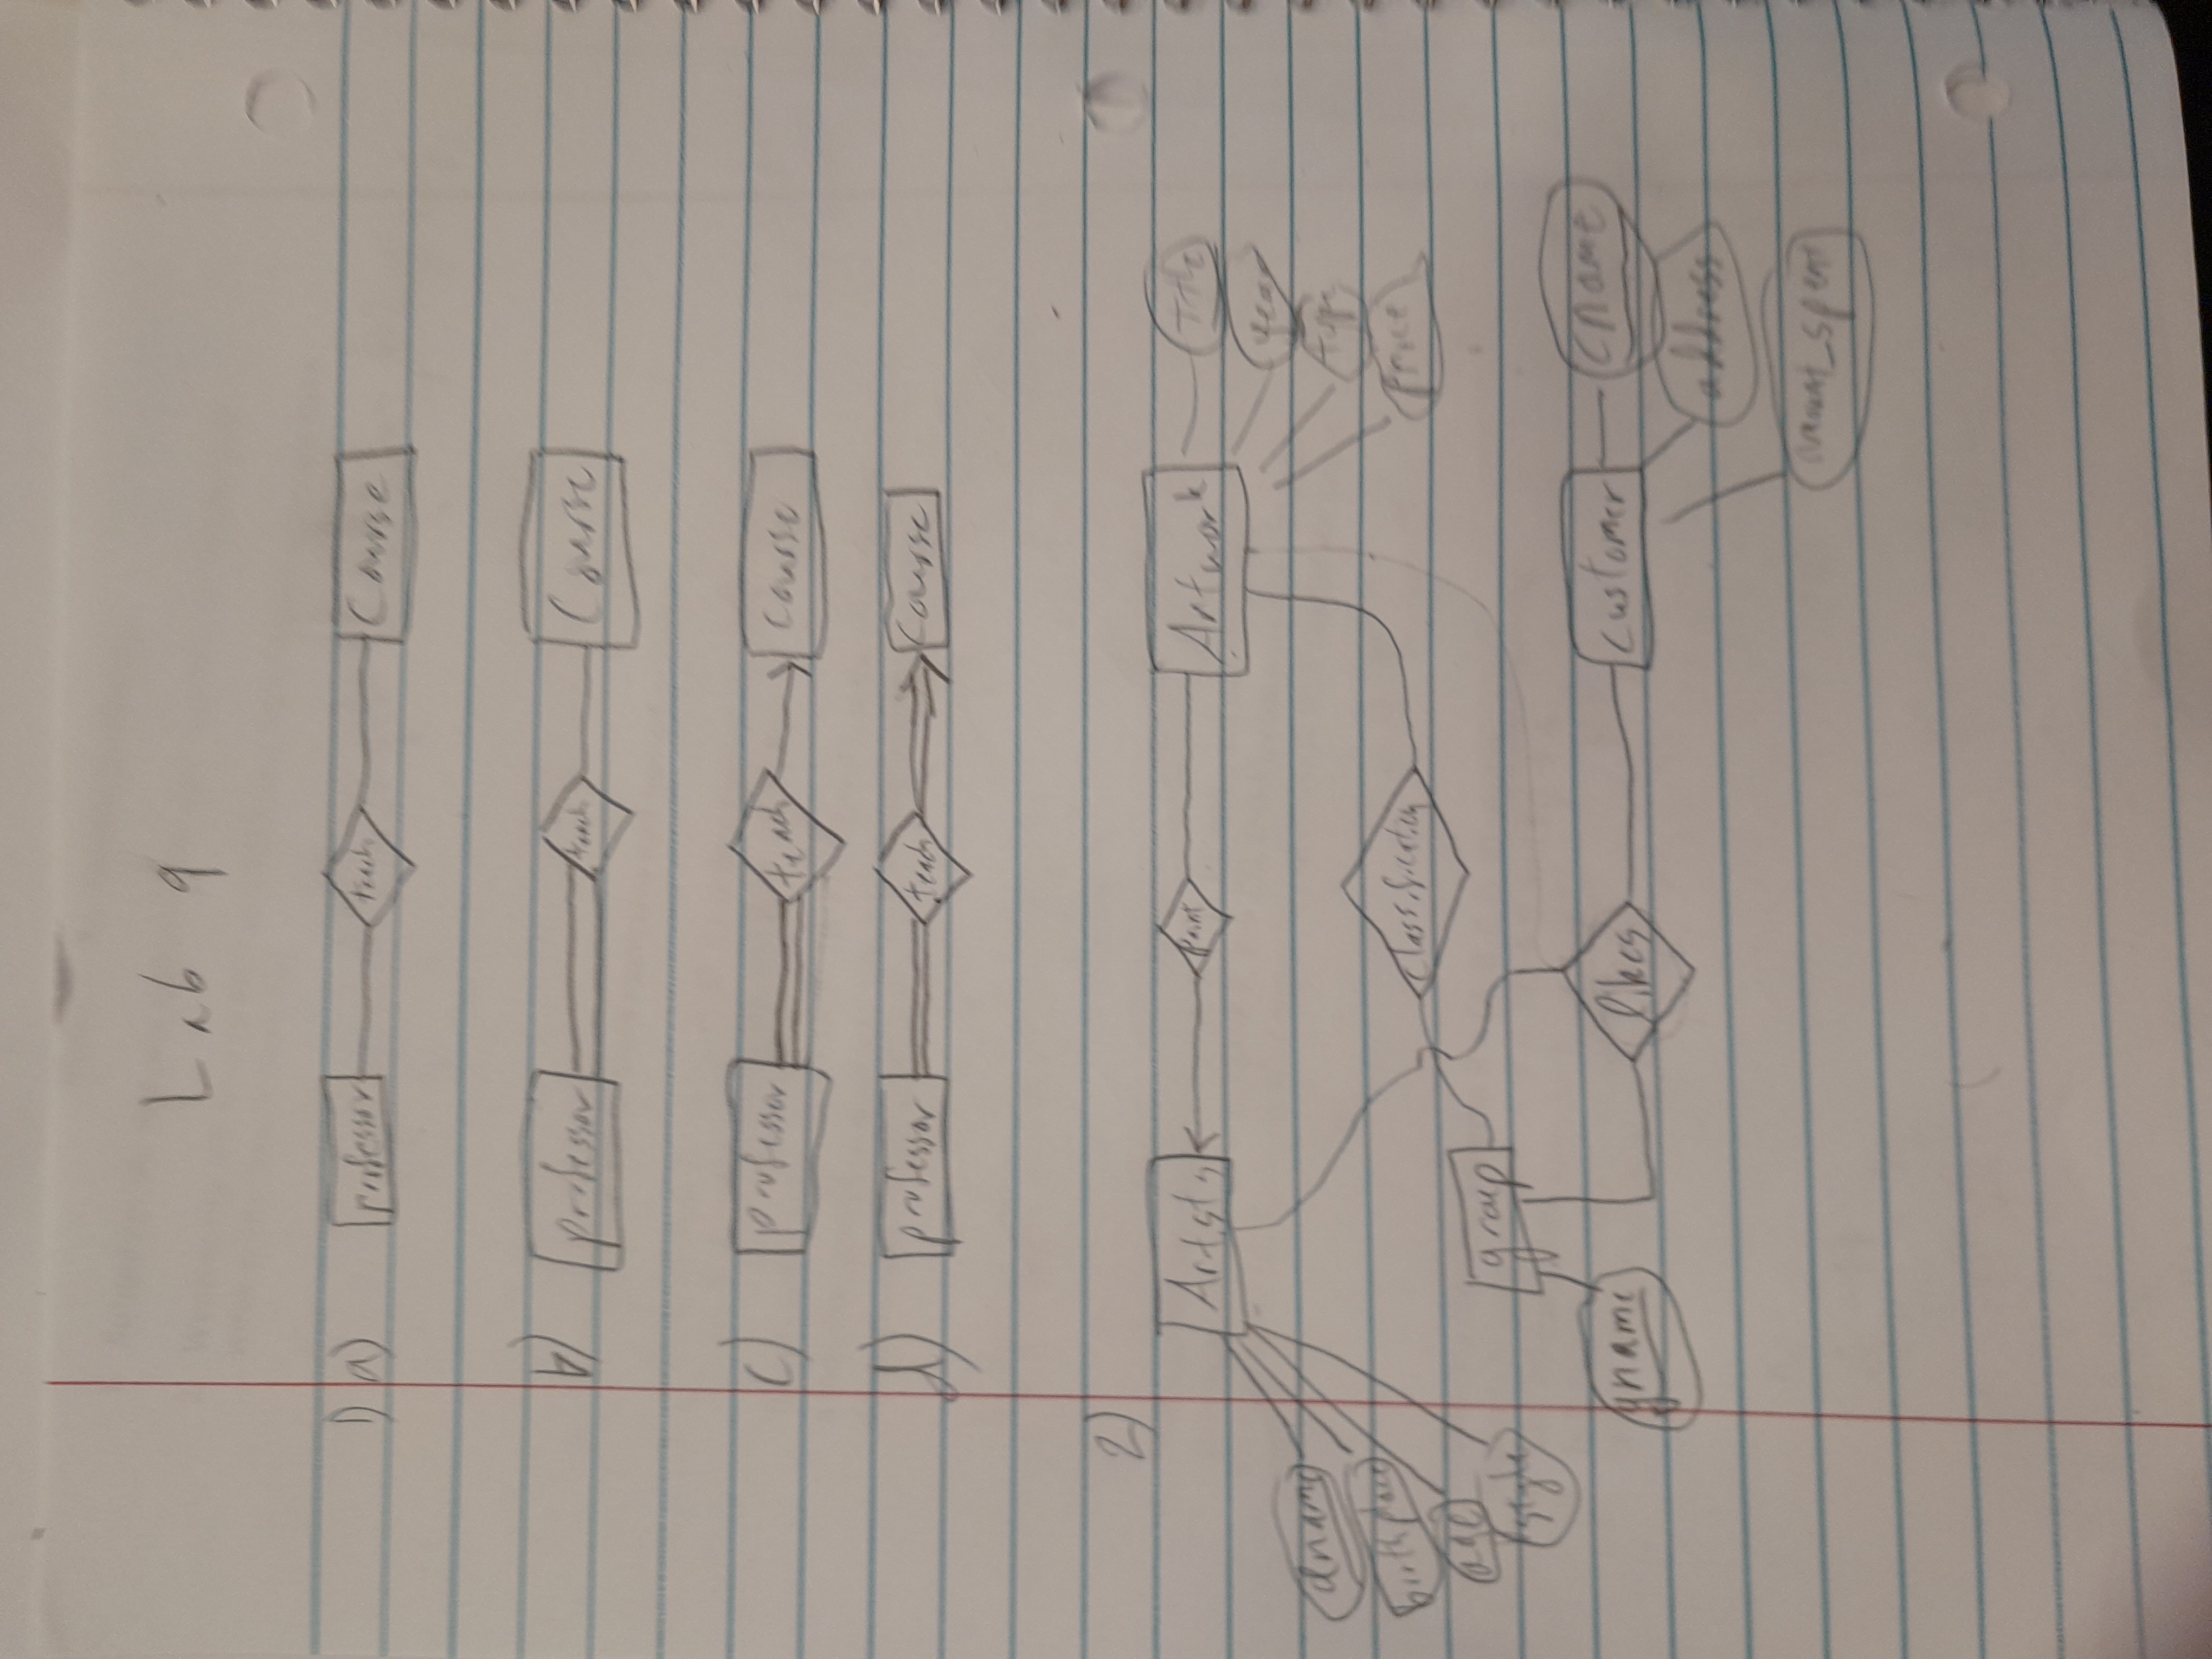 Lab 9
1) a) professor teach Course
b) professor teach Course
c) professor teach course
d) professor teach course
2)
Artists paint Artwork title
year
aname
type
birthplace
classification price
age
group
style
cname
gname likes customer
address
amount_spent